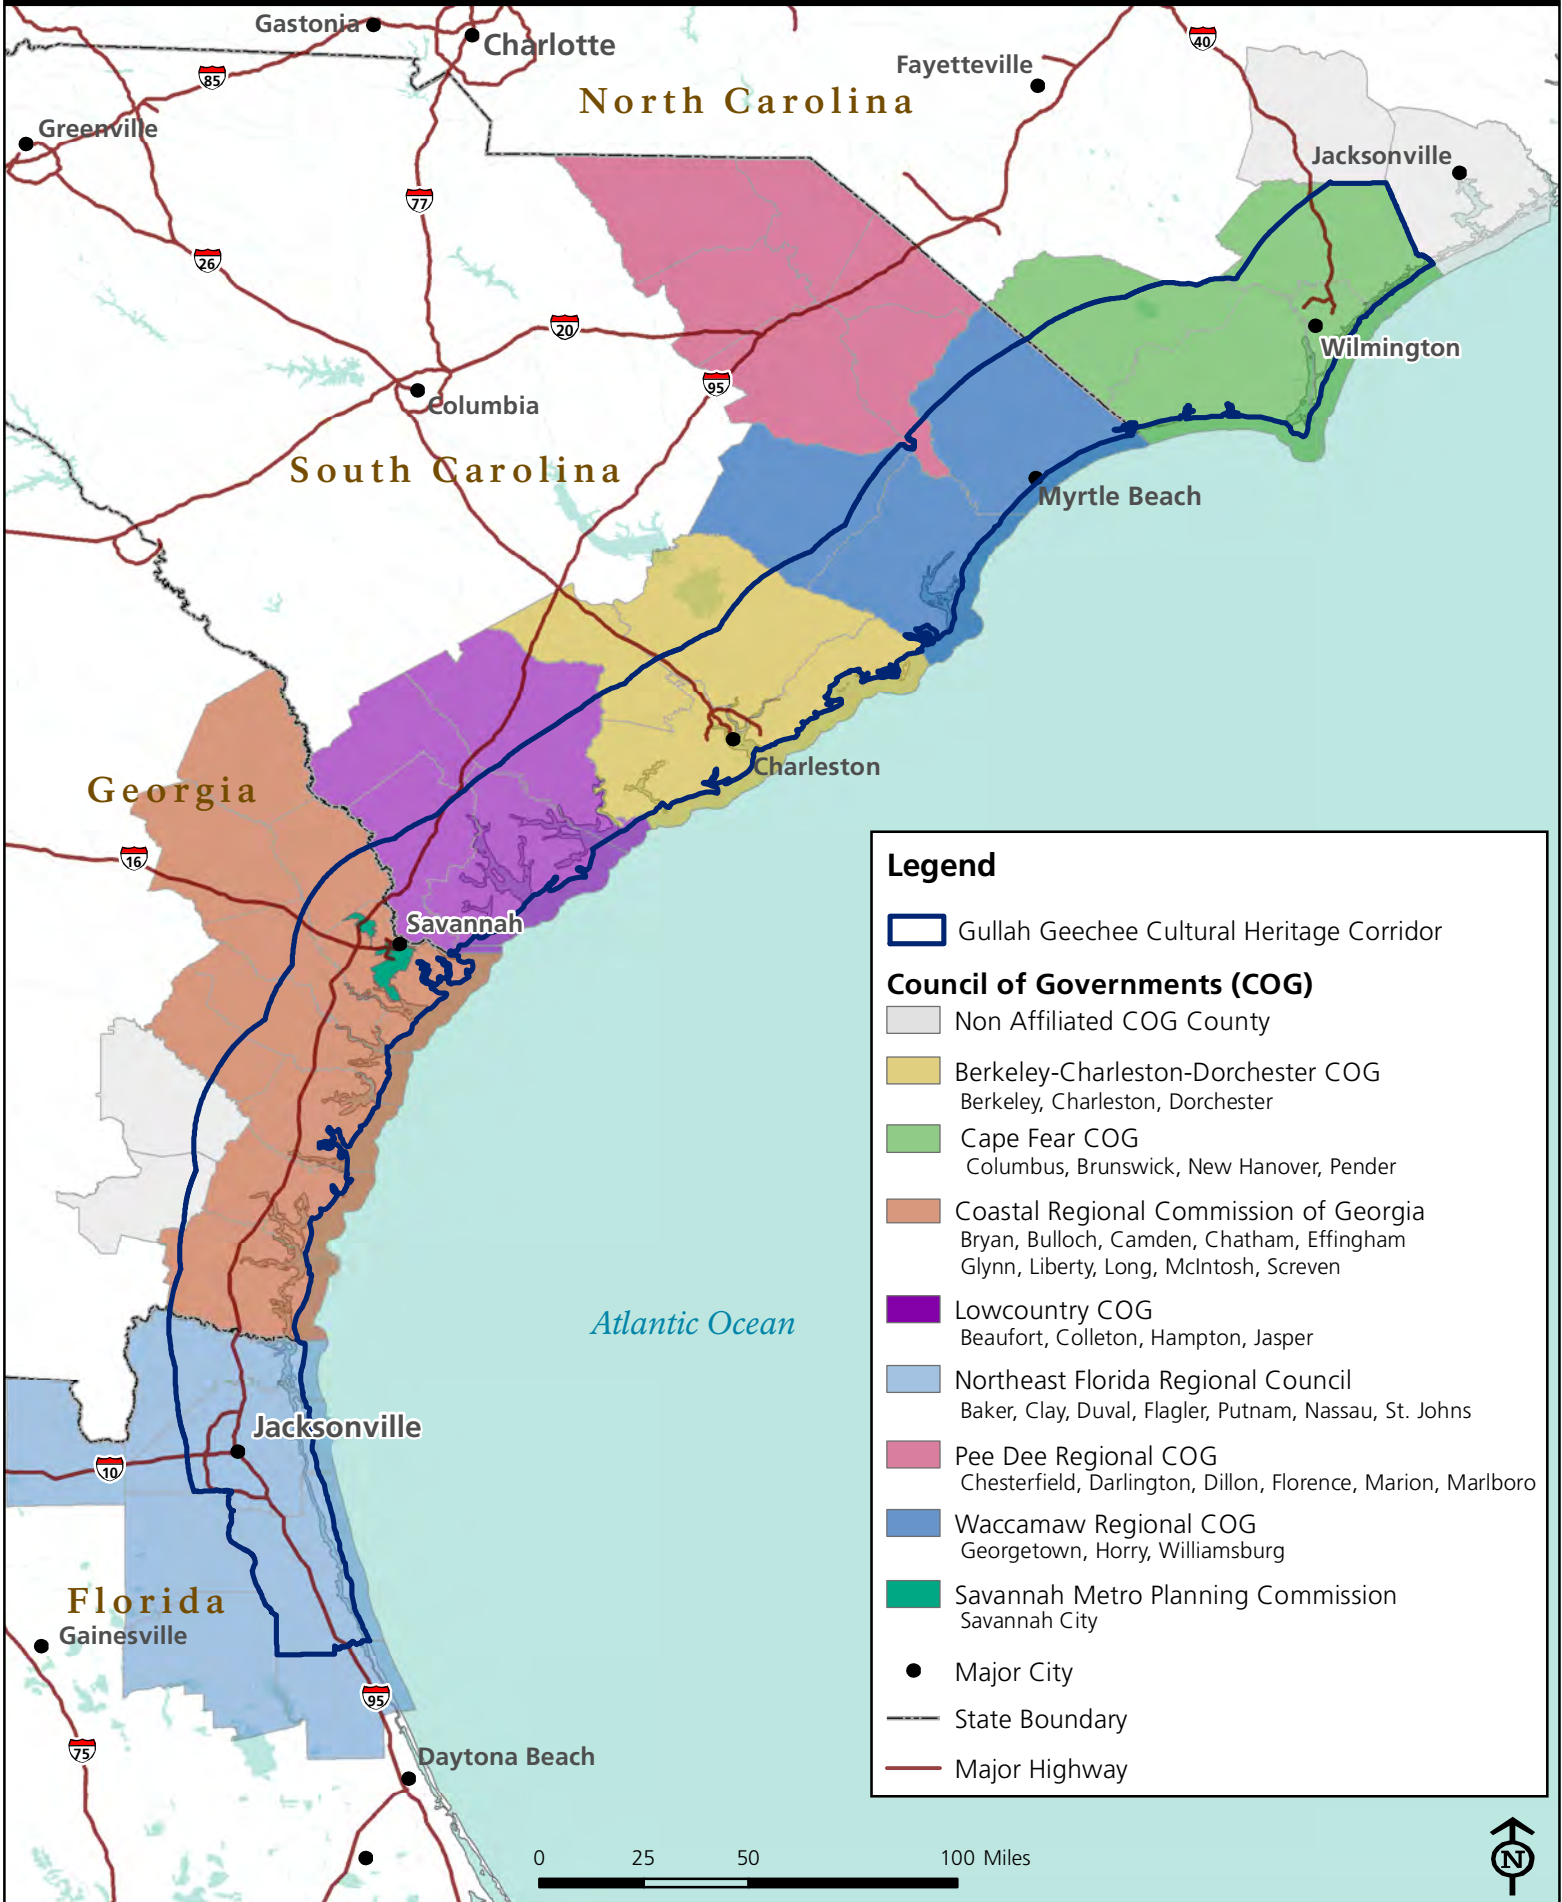 Gastonia
Charlotte
40
Fayetteville
85
North Carolina
Greenville
Jacksonville
77
26
20
Wilmington
95
Columbia
South Carolina
Myrtle Beach
Charleston
Georgia
16
Savannah
Legend
Gullah Geechee Cultural Heritage Corridor
Council of Governments (COG)
Non Affiliated COG County
Berkeley-Charleston-Dorchester COG
Berkeley, Charleston, Dorchester
Cape Fear COG
Columbus, Brunswick, New Hanover, Pender
Coastal Regional Commission of Georgia
Bryan, Bulloch, Camden, Chatham, Effingham
Glynn, Liberty, Long, McIntosh, Screven
Lowcountry COG
Beaufort, Colleton, Hampton, Jasper
Northeast Florida Regional Council
Baker, Clay, Duval, Flagler, Putnam, Nassau, St. Johns
Pee Dee Regional COG
Chesterfield, Darlington, Dillon, Florence, Marion, Marlboro
Waccamaw Regional COG
Georgetown, Horry, Williamsburg
Savannah Metro Planning Commission
Savannah City
Major City
State Boundary
Major Highway
Atlantic Ocean
Jacksonville
10
Florida
Gainesville
95
75
Daytona Beach
0 25 50 100 Miles
N